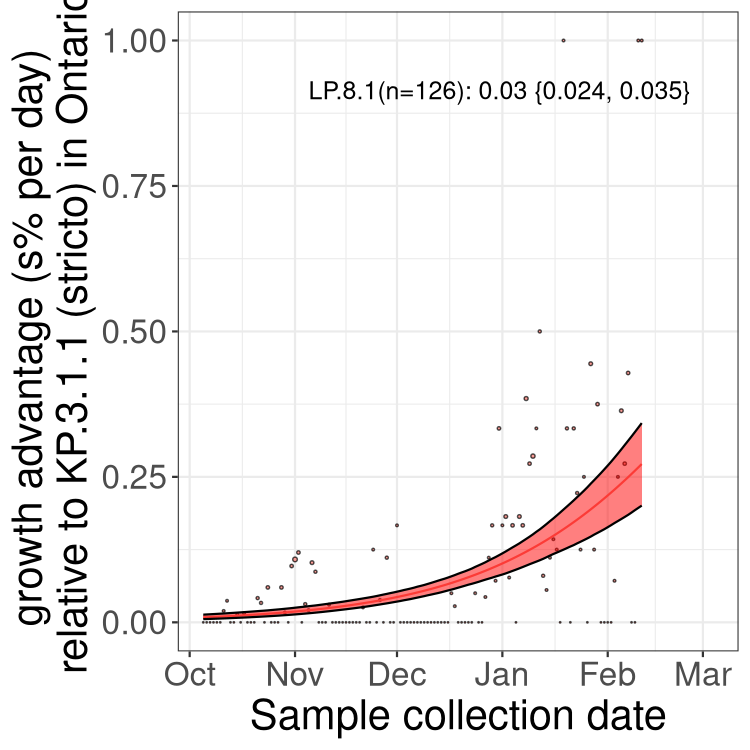 growth advantage (s% per day)
relative to KP.3.1.1 (stricto) in Ontario
1.00
0.75
0.50
0.25
0.00
LP.8.1(n=126): 0.03 {0.024, 0.035}
Oct Nov Dec Jan Feb Mar
Sample collection date